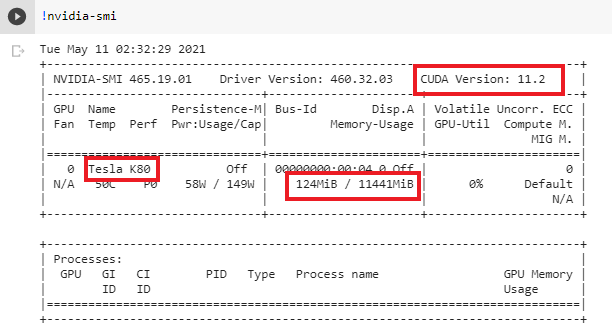 !nvidia-smi
Tue May 11 02:32:29 2021
NVIDIA-SMI 465.19.01 Driver Version: 460.32.03 CUDA Version: 11.2
GPU Name Persistence-M| Bus-Id Disp.A | Volatile Uncorr. ECC
Fan Temp Perf Pwr:Usage/Cap| Memory-Usage | GPU-Util Compute M.
MIG M.
0 Tesla K80 Off | 00000000:00:04.0 Off | 0
N/A 50C P0 58W / 149W | 124MiB / 11441MiB | 0% Default
N/A
Processes:
GPU GI CI PID Type Process name GPU Memory
ID ID Usage